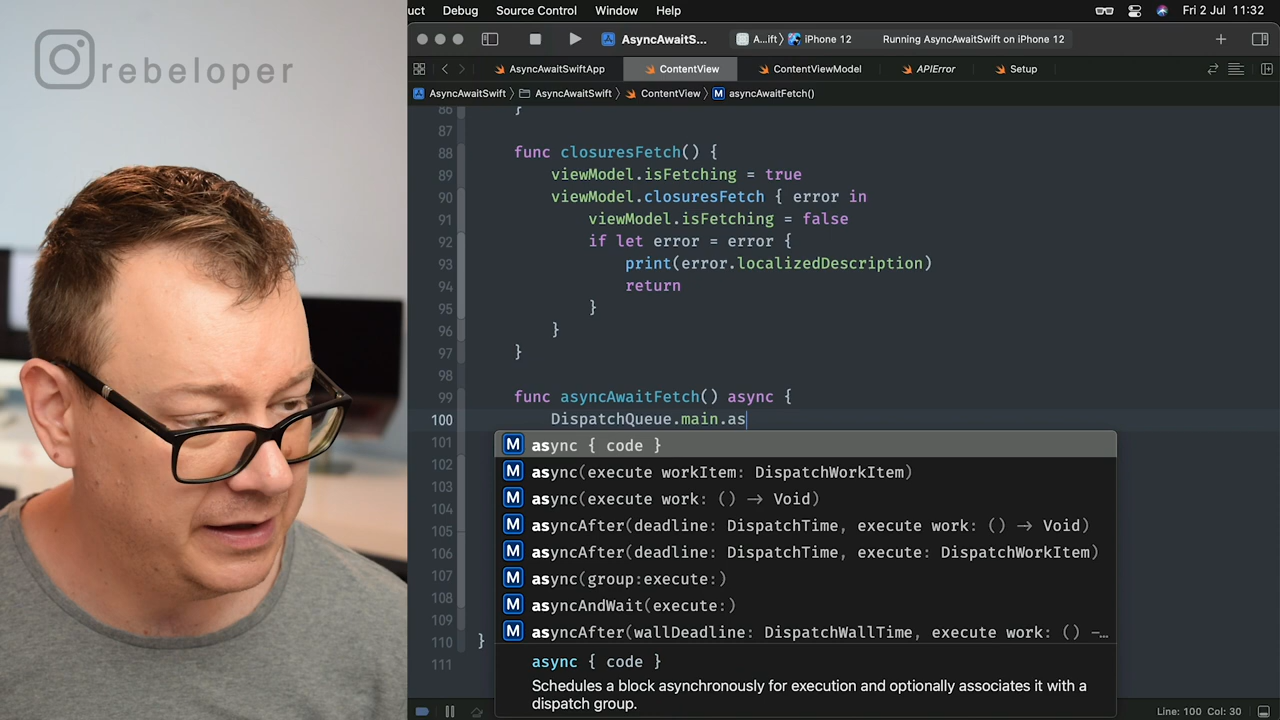 rebeloper
uct Debug Source Control Window Help Fri 2 Jul 11:32
AsyncAwaitS... A...ift⟩ iPhone 12 Running AsyncAwaitSwift on iPhone 12
AsyncAwaitSwiftApp ContentView ContentViewModel APIError Setup
AsyncAwaitSwift ⟩ AsyncAwaitSwift ⟩ ContentView ⟩ M asyncAwaitFetch()
86 }
87
88 func closuresFetch() {
89 viewModel.isFetching = true
90 viewModel.closuresFetch { error in
91 viewModel.isFetching = false
92 if let error = error {
93 print(error.localizedDescription)
94 return
95 }
96 }
97 }
98
99 func asyncAwaitFetch() async {
100 DispatchQueue.main.as
101 M async { code }
102 M async(execute workItem: DispatchWorkItem)
103 M async(execute work: () → Void)
104 M asyncAfter(deadline: DispatchTime, execute work: () → Void)
105
106 M asyncAfter(deadline: DispatchTime, execute: DispatchWorkItem)
107 M async(group:execute:)
108 M asyncAndWait(execute:)
109
110 } M asyncAfter(wallDeadline: DispatchWallTime, execute work: () -…
111 async { code }
Schedules a block asynchronously for execution and optionally associates it with a
dispatch group.
Line: 100 Col: 30